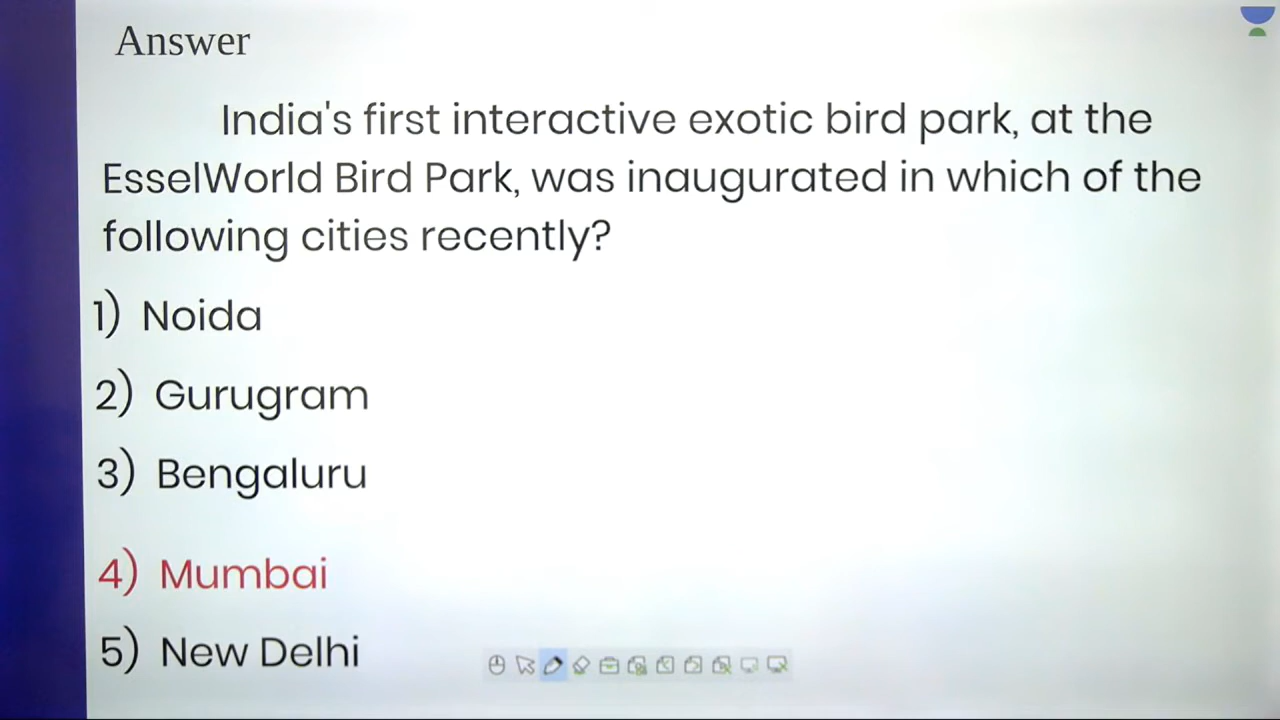 Answer
India's first interactive exotic bird park, at the
EsselWorld Bird Park, was inaugurated in which of the
following cities recently?
1) Noida
2) Gurugram
3) Bengaluru
4) Mumbai
5) New Delhi